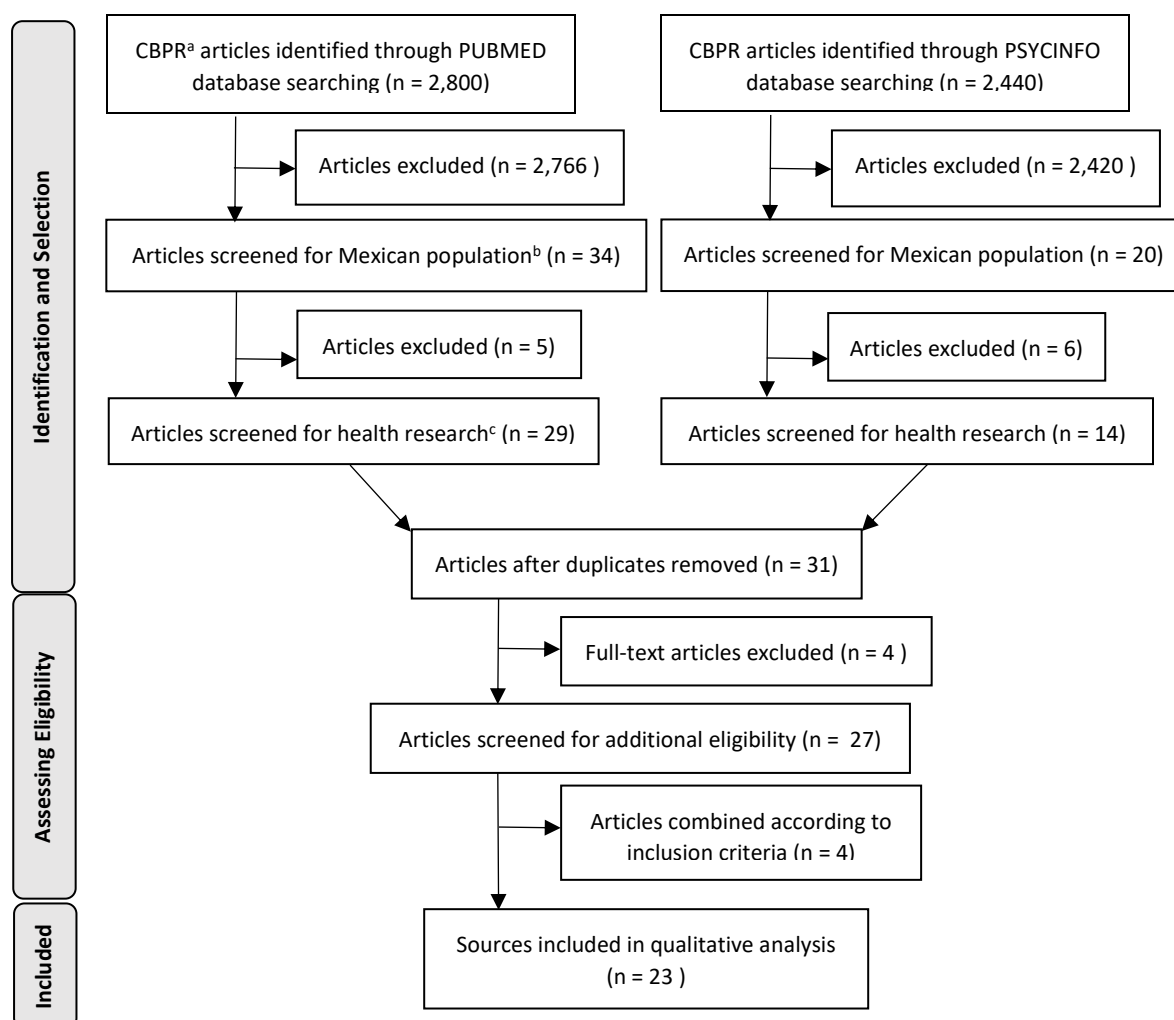 Identification and Selection
CBPRa articles identified through PUBMED
database searching (n = 2,800)
CBPR articles identified through PSYCINFO
database searching (n = 2,440)
Articles excluded (n = 2,766 )
Articles excluded (n = 2,420 )
Articles screened for Mexican populationb (n = 34)
Articles screened for Mexican population (n = 20)
Articles excluded (n = 5)
Articles excluded (n = 6)
Articles screened for health researchc (n = 29)
Articles screened for health research (n = 14)
Articles after duplicates removed (n = 31)
Assessing Eligibility
Full-text articles excluded (n = 4 )
Articles screened for additional eligibility (n =  27)
Articles combined according to
inclusion criteria (n = 4)
Included
Sources included in qualitative analysis
(n = 23 )